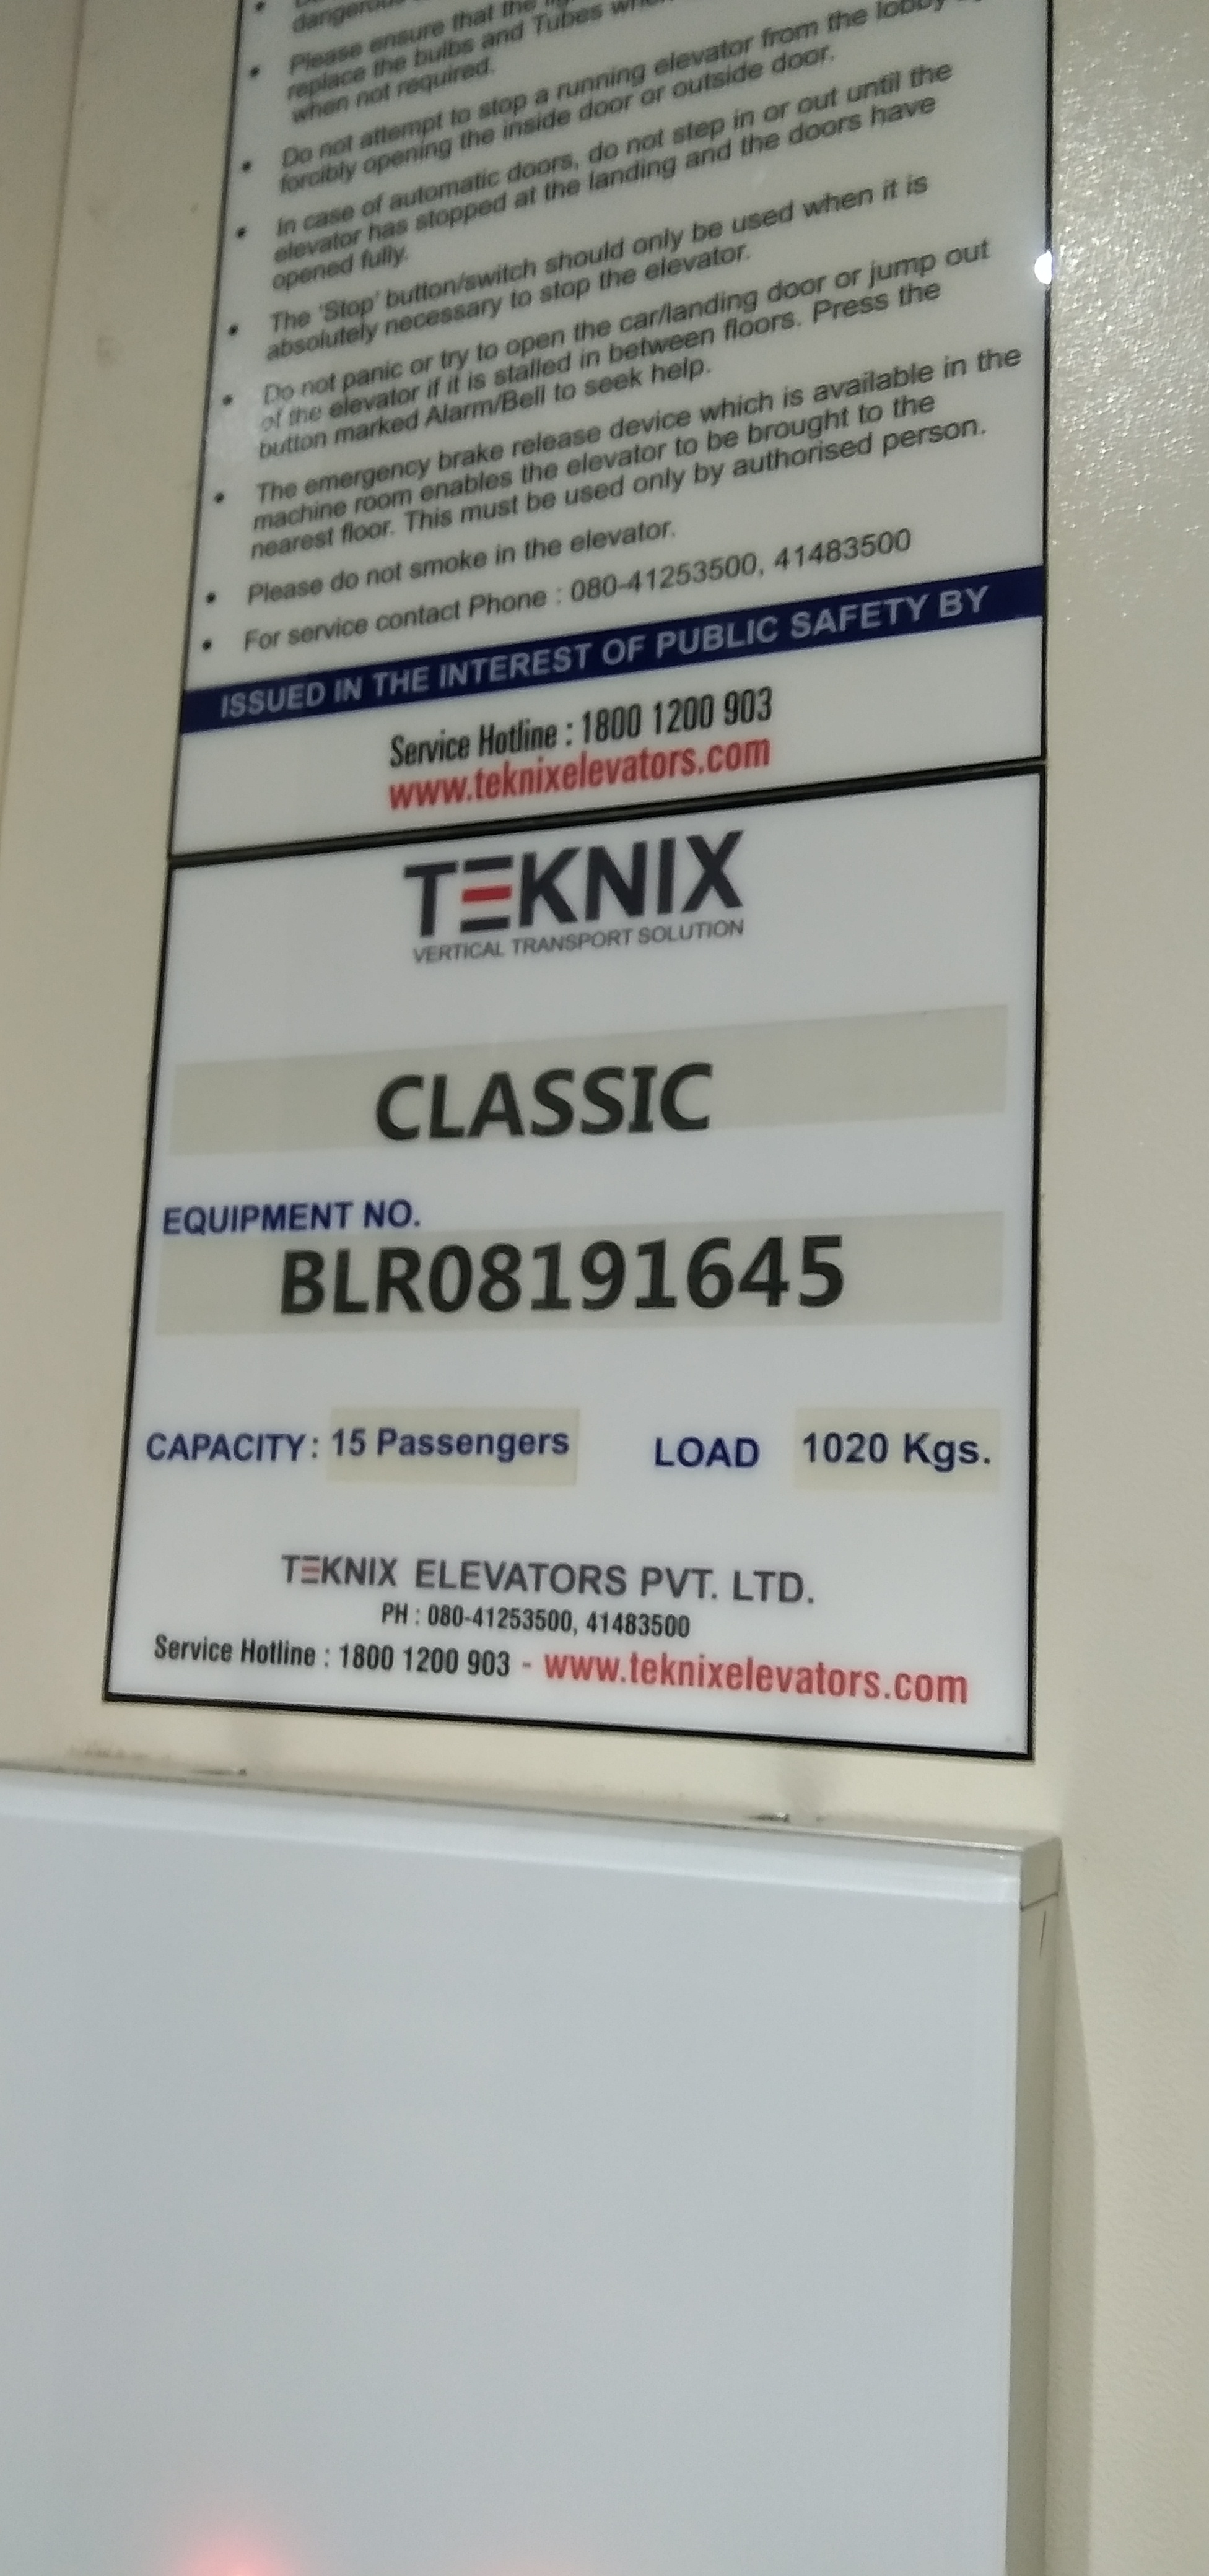 dangerous
• Please ensure that the
replace the bulbs and Tubes
when not required.
• Do not attempt to stop a running elevator from the lobby
forcibly opening the inside door or outside door.
• In case of automatic doors, do not step in or out until the
elevator has stopped at the landing and the doors have
opened fully.
• The 'Stop' button/switch should only be used when it is
absolutely necessary to stop the elevator.
• Do not panic or try to open the car/landing door or jump out
of the elevator if it is stalled in between floors. Press the
button marked Alarm/Bell to seek help.
• The emergency brake release device which is available in the
machine room enables the elevator to be brought to the
nearest floor. This must be used only by authorised person.
• Please do not smoke in the elevator.
• For service contact Phone : 080-41253500, 41483500
ISSUED IN THE INTEREST OF PUBLIC SAFETY BY
Service Hotline : 1800 1200 903
www.teknixelevators.com
TEKNIX
VERTICAL TRANSPORT SOLUTION
CLASSIC
EQUIPMENT NO.
BLR08191645
CAPACITY: 15 Passengers LOAD 1020 Kgs.
TEKNIX ELEVATORS PVT. LTD.
PH : 080-41253500, 41483500
Service Hotline : 1800 1200 903 - www.teknixelevators.com